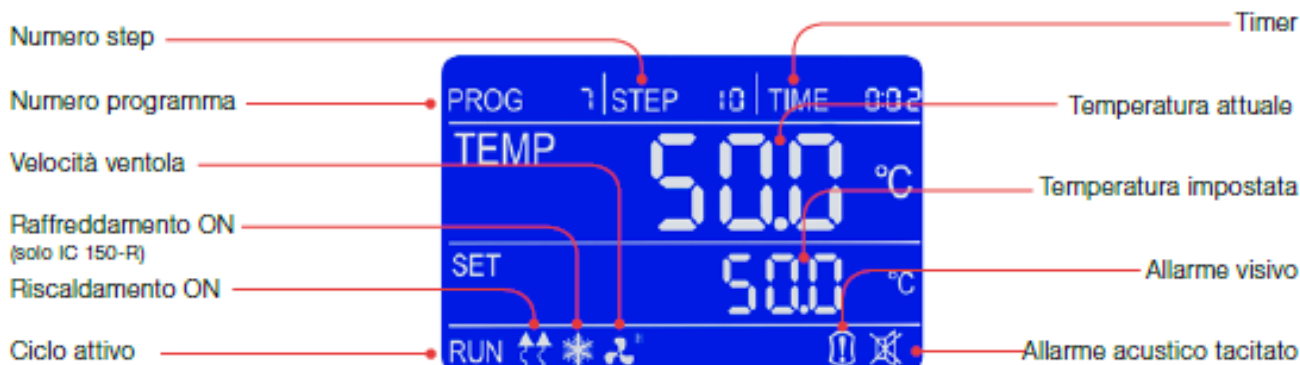 Numero step
Timer
Numero programma
PROG 7 STEP 10 TIME 0:02
Temperatura attuale
Velocità ventola
TEMP 50.0 °C
Temperatura impostata
Raffreddamento ON
(solo IC 150-R)
SET 50.0 °C
Allarme visivo
Riscaldamento ON
Ciclo attivo
RUN
Allarme acustico tacitato